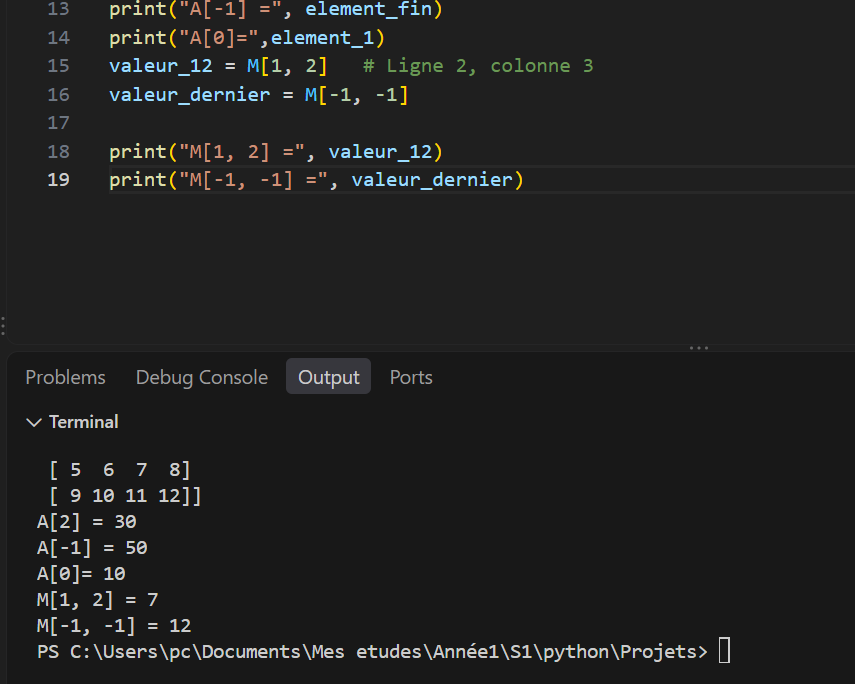 13 print("A[-1] =", element_fin)
14 print("A[0]=",element_1)
15 valeur_12 = M[1, 2]   # Ligne 2, colonne 3
16 valeur_dernier = M[-1, -1]
17
18 print("M[1, 2] =", valeur_12)
19 print("M[-1, -1] =", valeur_dernier)
Problems Debug Console Output Ports
Terminal
[ 5  6  7  8]
[ 9 10 11 12]]
A[2] = 30
A[-1] = 50
A[0]= 10
M[1, 2] = 7
M[-1, -1] = 12
PS C:\Users\pc\Documents\Mes etudes\Année1\S1\python\Projets>